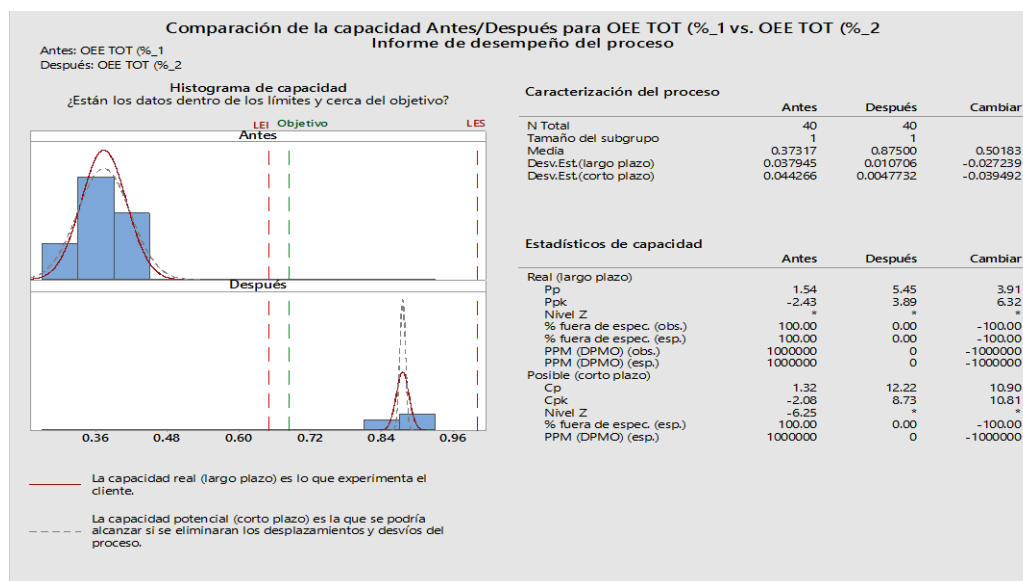 Comparación de la capacidad Antes/Después para OEE TOT (%_1 vs. OEE TOT (%_2
Informe de desempeño del proceso
Antes: OEE TOT (%_1
Después: OEE TOT (%_2
Histograma de capacidad
¿Están los datos dentro de los límites y cerca del objetivo?
LEI Objetivo LES
Antes
Después
0.36 0.48 0.60 0.72 0.84 0.96
La capacidad real (largo plazo) es lo que experimenta el
cliente.
La capacidad potencial (corto plazo) es la que se podría
alcanzar si se eliminaran los desplazamientos y desvíos del
proceso.
Caracterización del proceso
Antes Después Cambiar
N Total 40 40
Tamaño del subgrupo 1 1
Media 0.37317 0.87500 0.50183
Desv.Est.(largo plazo) 0.037945 0.010706 -0.027239
Desv.Est.(corto plazo) 0.044266 0.0047732 -0.039492
Estadísticos de capacidad
Antes Después Cambiar
Real (largo plazo)
Pp 1.54 5.45 3.91
Ppk -2.43 3.89 6.32
Nivel Z * * *
% fuera de espec. (obs.) 100.00 0.00 -100.00
% fuera de espec. (esp.) 100.00 0.00 -100.00
PPM (DPMO) (obs.) 1000000 0 -1000000
PPM (DPMO) (esp.) 1000000 0 -1000000
Posible (corto plazo)
Cp 1.32 12.22 10.90
Cpk -2.08 8.73 10.81
Nivel Z -6.25 * *
% fuera de espec. (esp.) 100.00 0.00 -100.00
PPM (DPMO) (esp.) 1000000 0 -1000000